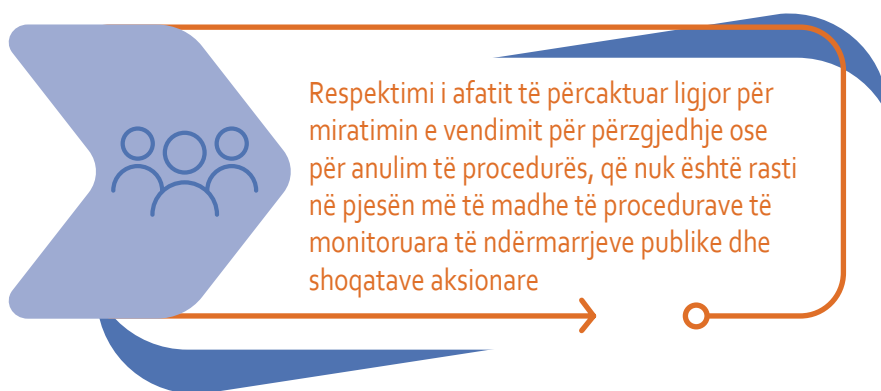 Respektimi i afatit të përcaktuar ligjor për
miratimin e vendimit për përzgjedhje ose
për anulim të procedurës, që nuk është rasti
në pjesën më të madhe të procedurave të
monitoruara të ndërmarrjeve publike dhe
shoqatave aksionare